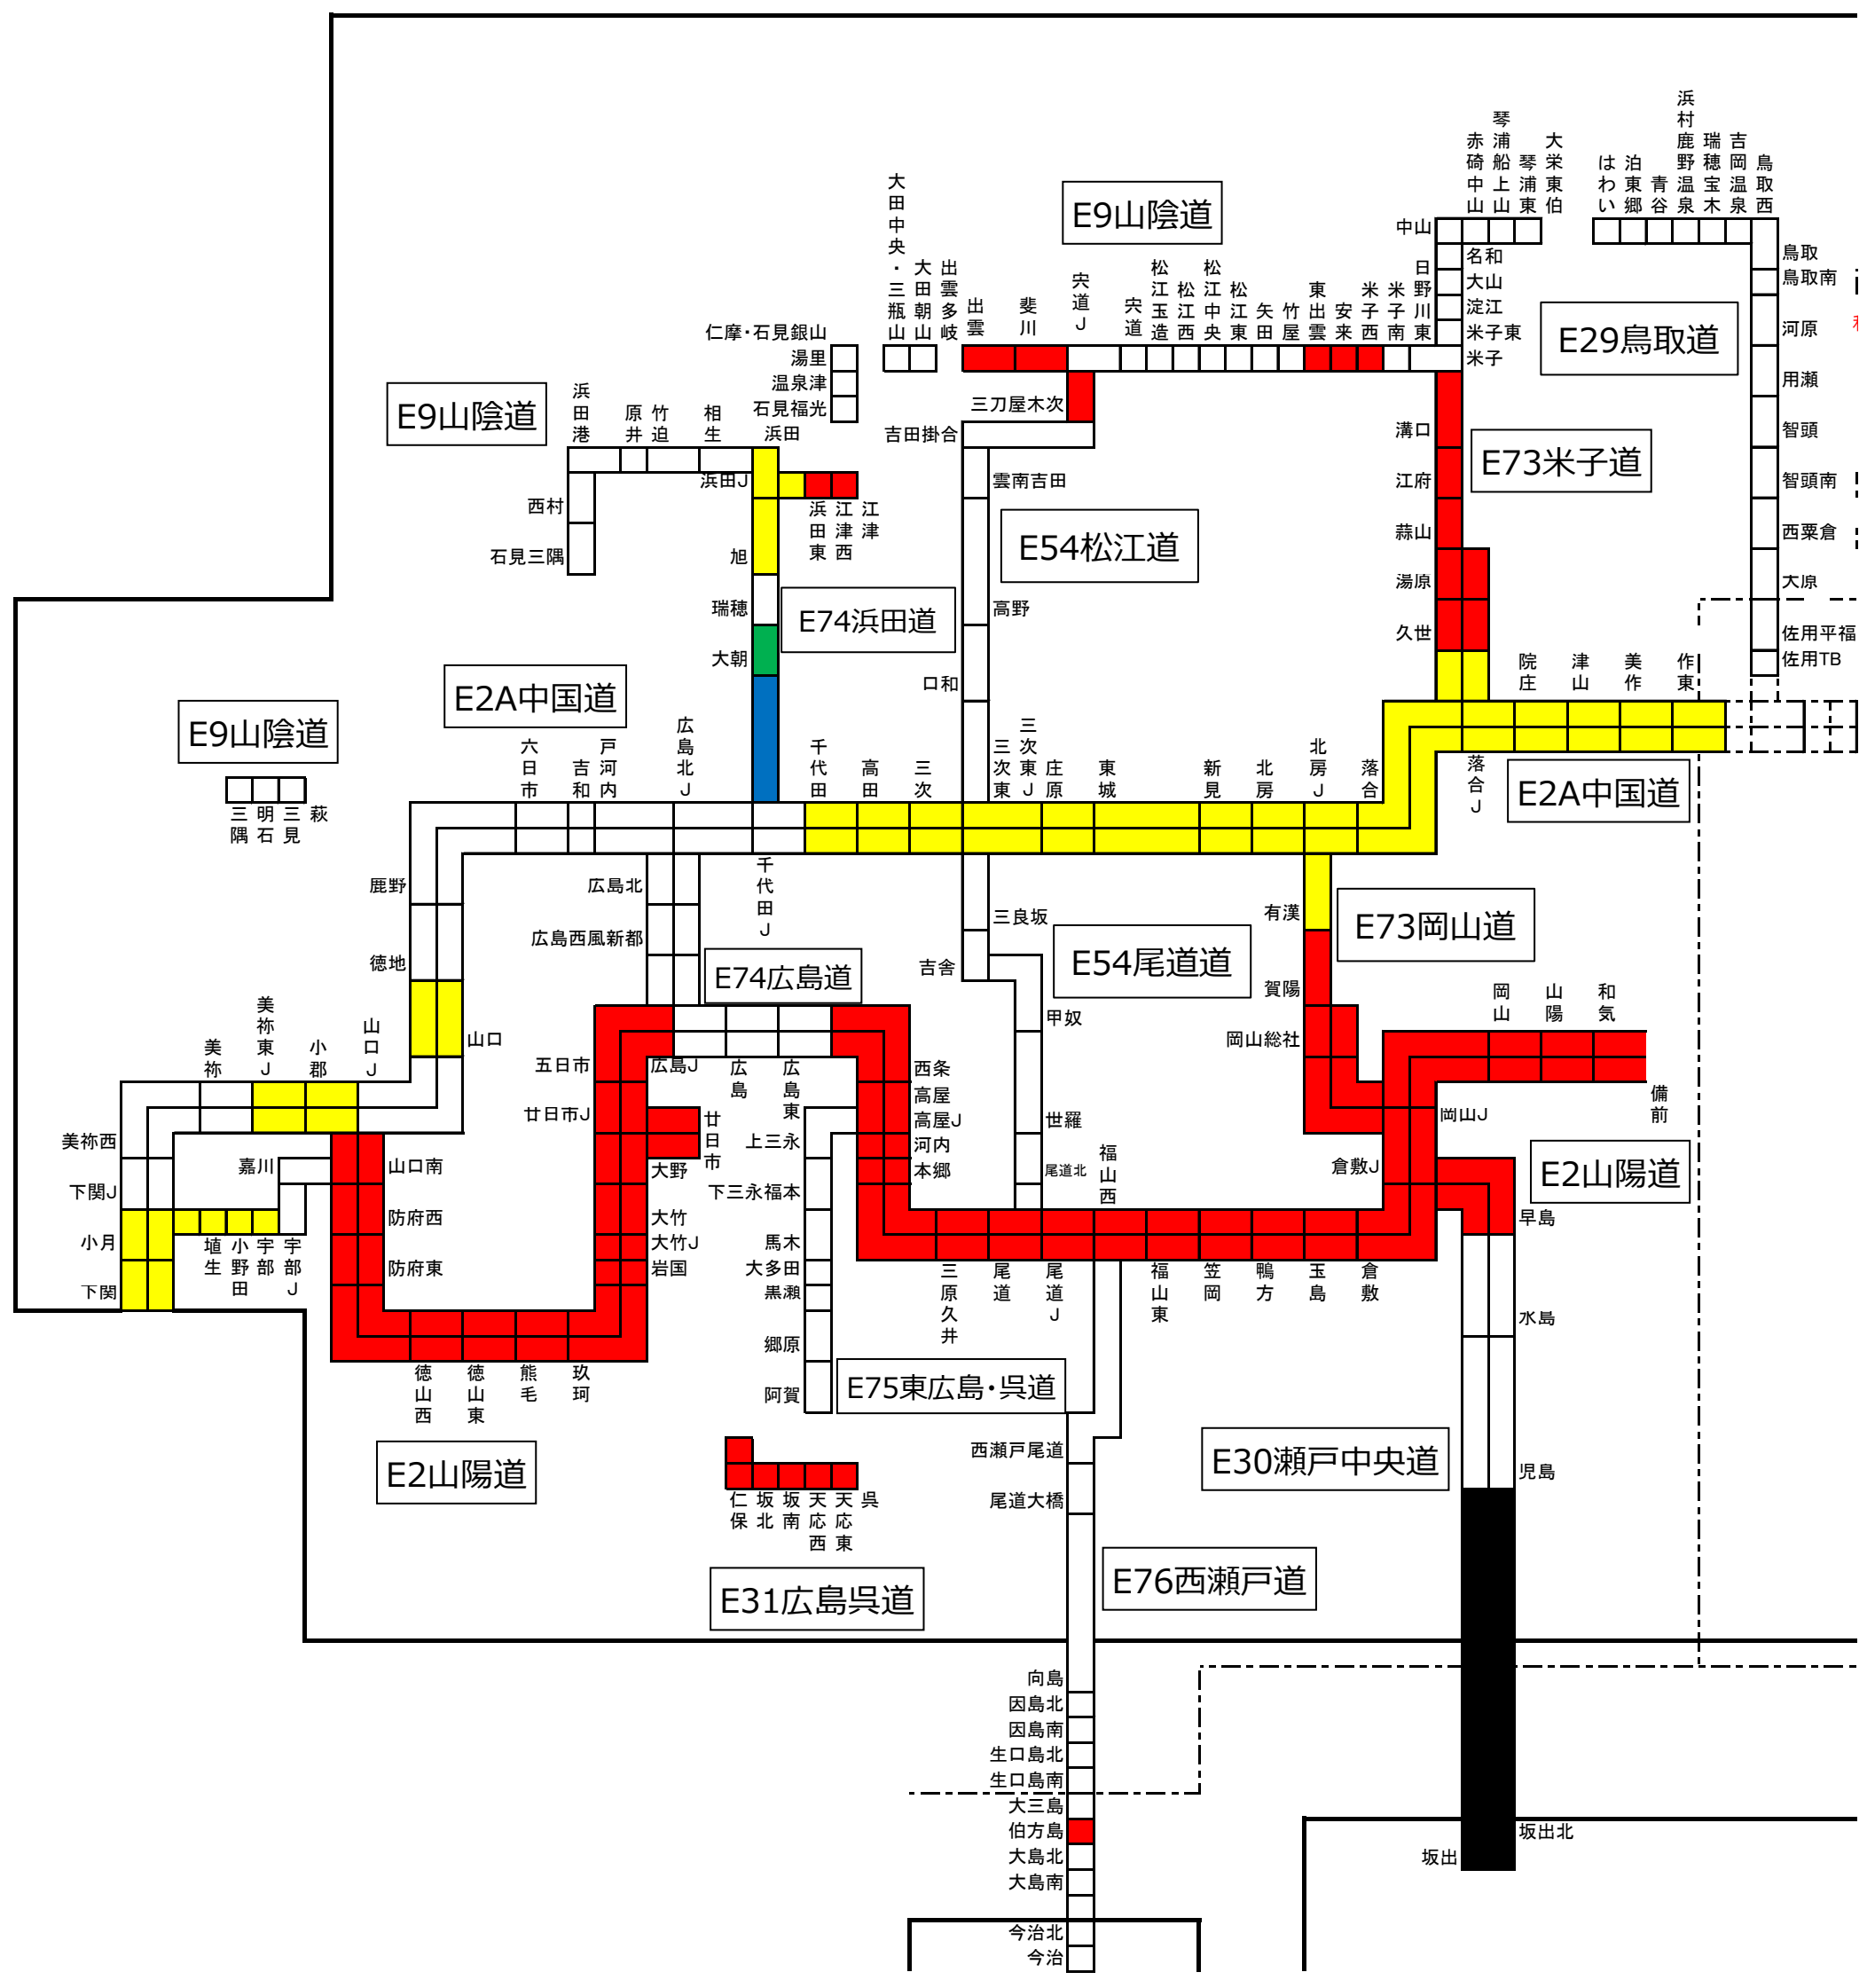 浜村鹿野温泉
琴浦船上山
赤碕中山
琴浦東
大栄東伯
はわい
泊東郷
青谷
瑞穂宝木
吉岡温泉
鳥取西
大田中央・三瓶山
大田朝山
出雲多岐
出雲
斐川
宍道J
E9山陰道
宍道
松江玉造
松江西
松江中央
松江東
矢田
竹屋
東出雲
安来
米子西
米子南
日野川東
中山
名和
大山
淀江
米子東
米子
鳥取
鳥取南
河原
用瀬
智頭
智頭南
西粟倉
大原
佐用平福
佐用TB
E29鳥取道
仁摩・石見銀山
湯里
温泉津
石見福光
E9山陰道
浜田港
原井
竹迫
相生
浜田
浜田J
浜田東
江津西
江津
西村
石見三隅
旭
瑞穂
大朝
E74浜田道
三刀屋木次
吉田掛合
雲南吉田
E54松江道
高野
口和
溝口
江府
蒜山
湯原
久世
E73米子道
院庄
津山
美作
作東
E2A中国道
E9山陰道
三隅
明石
三見
萩
六日市
吉和
戸河内
広島北J
千代田
高田
三次
三次東
三次東J
庄原
東城
新見
北房
北房J
落合
落合J
E2A中国道
鹿野
徳地
山口
広島北
広島西風新都
千代田J
E74広島道
三良坂
吉舎
E54尾道道
甲奴
世羅
尾道北
有漢
賀陽
岡山総社
E73岡山道
岡山
山陽
和気
備前
岡山J
倉敷J
E2山陽道
早島
水島
児島
美祢
美祢東J
小郡
山口J
美祢西
下関J
小月
下関
嘉川
埴生
小野田
宇部
宇部J
山口南
防府西
防府東
五日市
廿日市J
広島J
廿日市
大野
大竹
大竹J
岩国
広島
広島東
西条
高屋
高屋J
河内
本郷
上三永
下三永福本
馬木
大多田
黒瀬
郷原
阿賀
E75東広島・呉道
三原久井
尾道
尾道J
福山西
福山東
笠岡
鴨方
玉島
倉敷
徳山西
徳山東
熊毛
玖珂
E2山陽道
仁保
坂北
坂南
天応西
天応東
呉
E31広島呉道
西瀬戸尾道
尾道大橋
E30瀬戸中央道
E76西瀬戸道
向島
因島北
因島南
生口島北
生口島南
大三島
伯方島
大島北
大島南
今治北
今治
坂出北
坂出